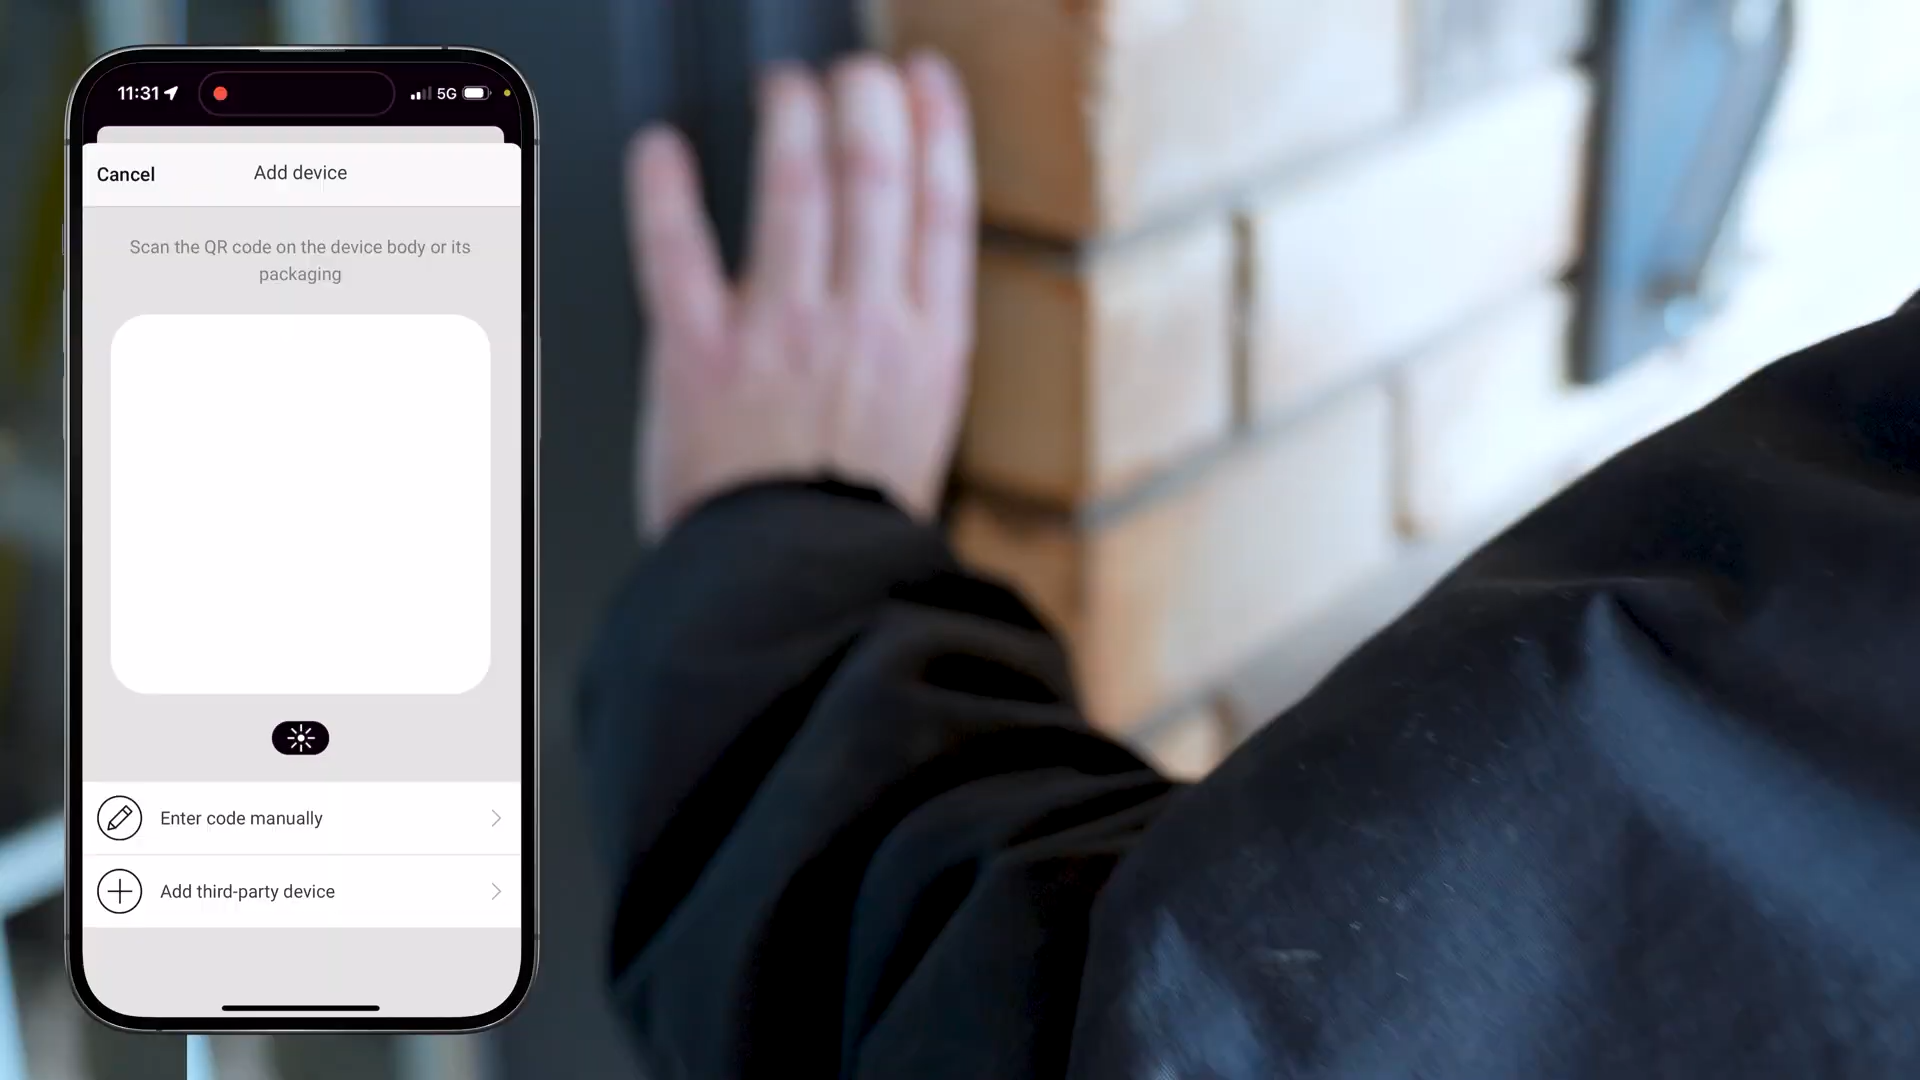 11:31
5G
Cancel
Add device
Scan the QR code on the device body or its
packaging
Enter code manually
Add third-party device